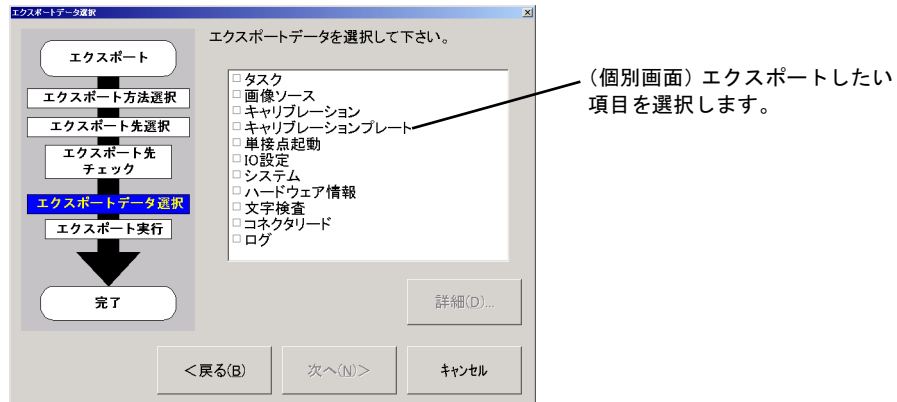 エクスポートデータ選択
エクスポートデータを選択して下さい。
エクスポート
エクスポート方法選択
エクスポート先選択
エクスポート先
チェック
エクスポートデータ選択
エクスポート実行
完了
タスク
画像ソース
キャリブレーション
キャリブレーションプレート
単接点起動
IO設定
システム
ハードウェア情報
文字検査
コネクタリード
ログ
詳細(D)...
<戻る(B)
次へ(N)>
キャンセル
(個別画面) エクスポートしたい
項目を選択します。